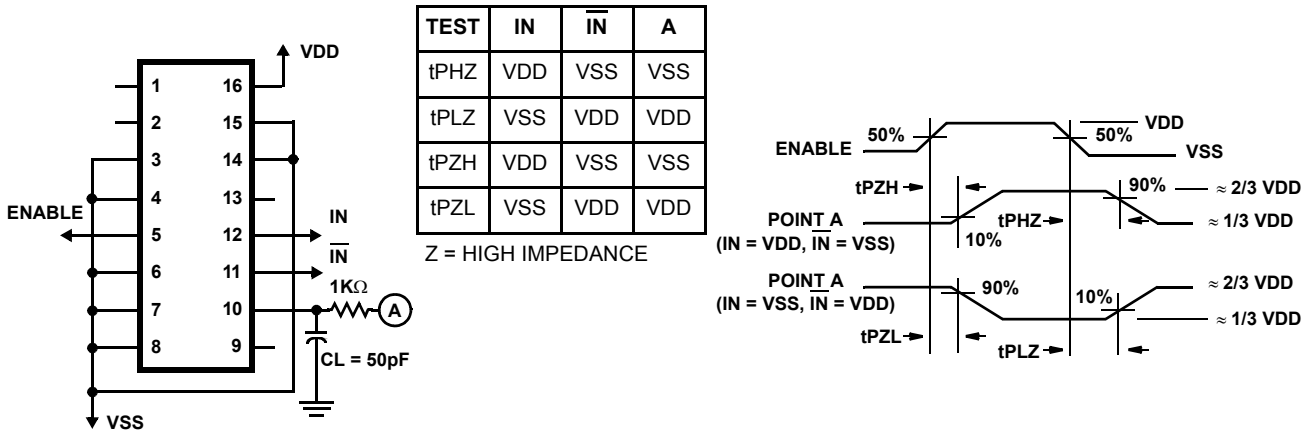 VDD
1 16
2 15
3 14
4 13
5 12
6 11
7 10
8 9
ENABLE
IN
IN
1KΩ
A
CL = 50pF
VSS
TEST IN IN A
tPHZ VDD VSS VSS
tPLZ VSS VDD VDD
tPZH VDD VSS VSS
tPZL VSS VDD VDD
Z = HIGH IMPEDANCE
ENABLE 50% 50% VDD
VSS
tPZH 90% ≈ 2/3 VDD
POINT A tPHZ ≈ 1/3 VDD
(IN = VDD, IN = VSS) 10%
POINT A 90% 10% ≈ 2/3 VDD
(IN = VSS, IN = VDD) ≈ 1/3 VDD
tPZL tPLZ